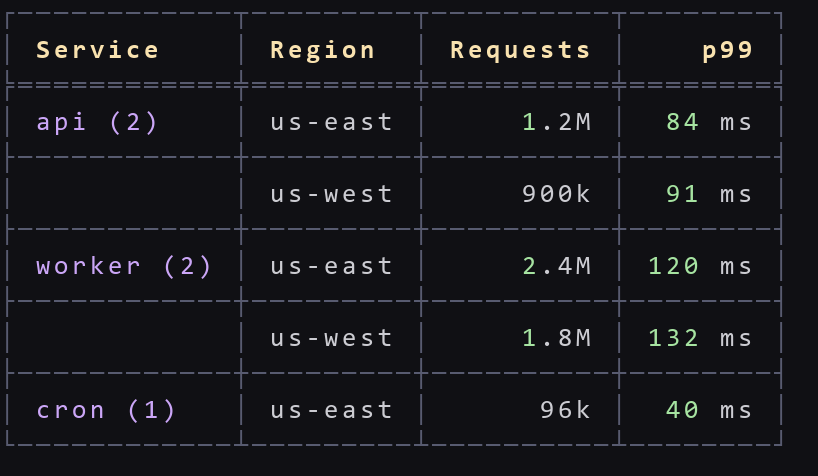 Service Region Requests p99
api (2) us-east 1.2M 84 ms
us-west 900k 91 ms
worker (2) us-east 2.4M 120 ms
us-west 1.8M 132 ms
cron (1) us-east 96k 40 ms